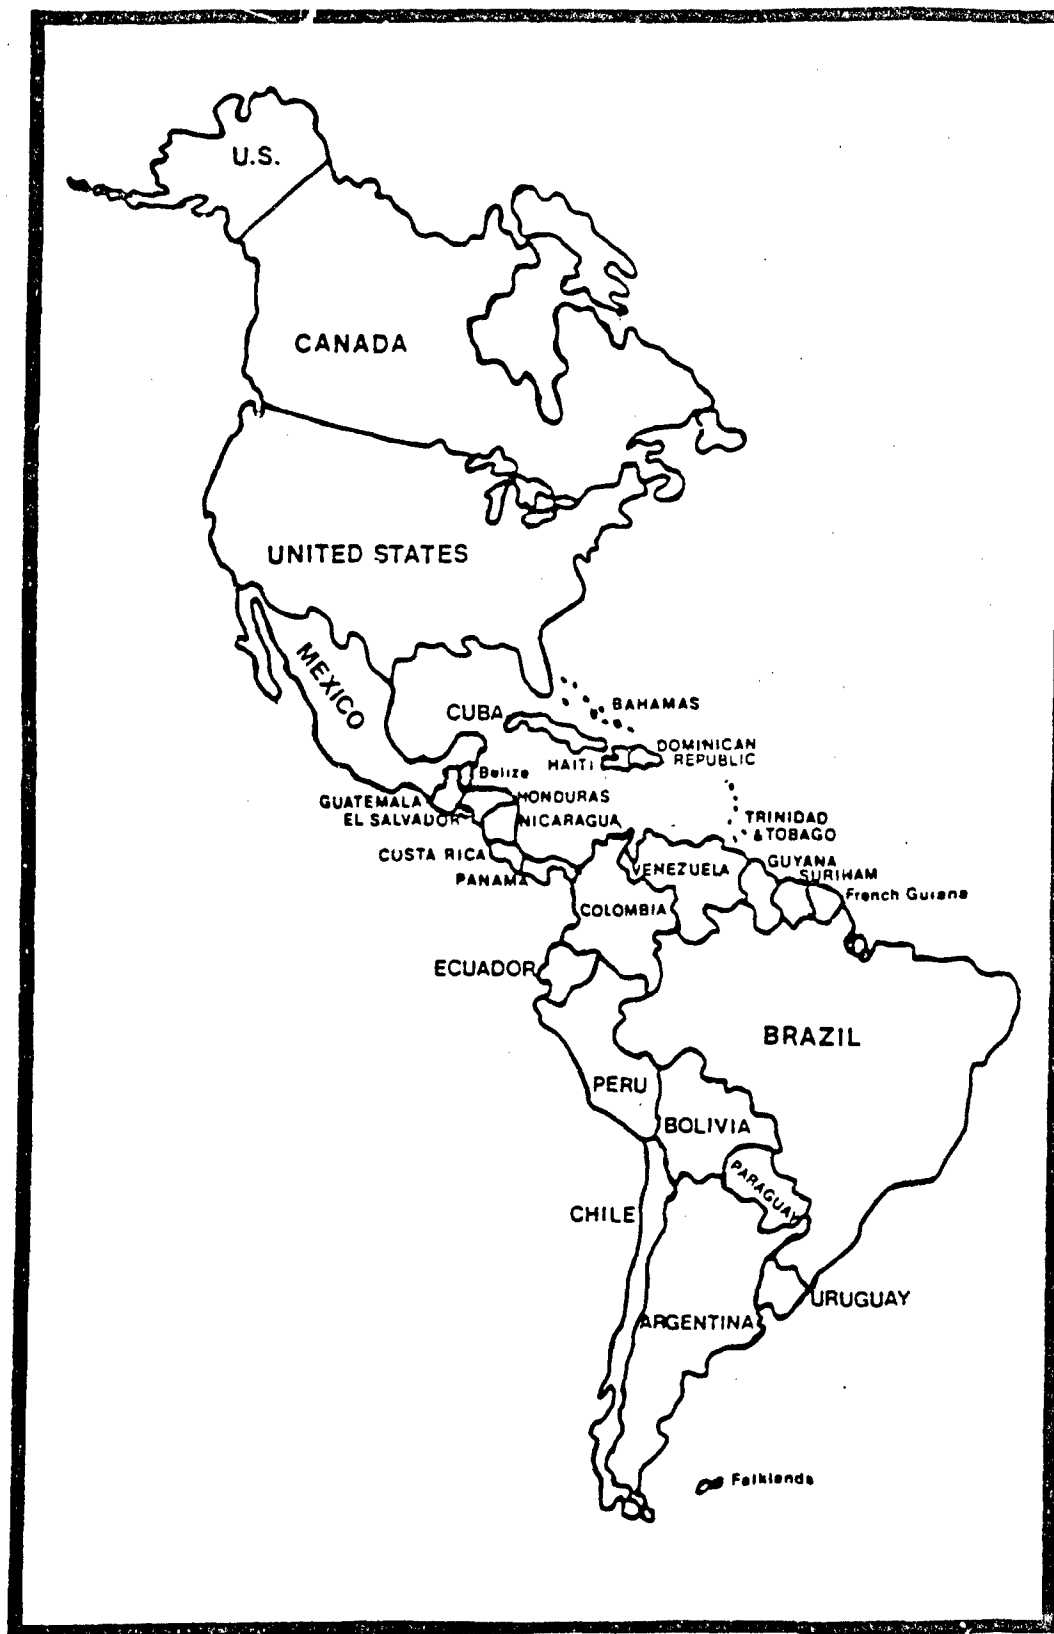 U.S.
CANADA
UNITED STATES
MEXICO
BAHAMAS
CUBA
DOMINICAN
REPUBLIC
HAITI
Belize
GUATEMALA
HONDURAS
EL SALVADOR
NICARAGUA
TRINIDAD
& TOBAGO
CUSTA RICA
PANAMA
VENEZUELA
GUYANA
SURIHAM
French Guiana
COLOMBIA
ECUADOR
BRAZIL
PERU
BOLIVIA
PARAGUAY
CHILE
URUGUAY
ARGENTINA
Falklands